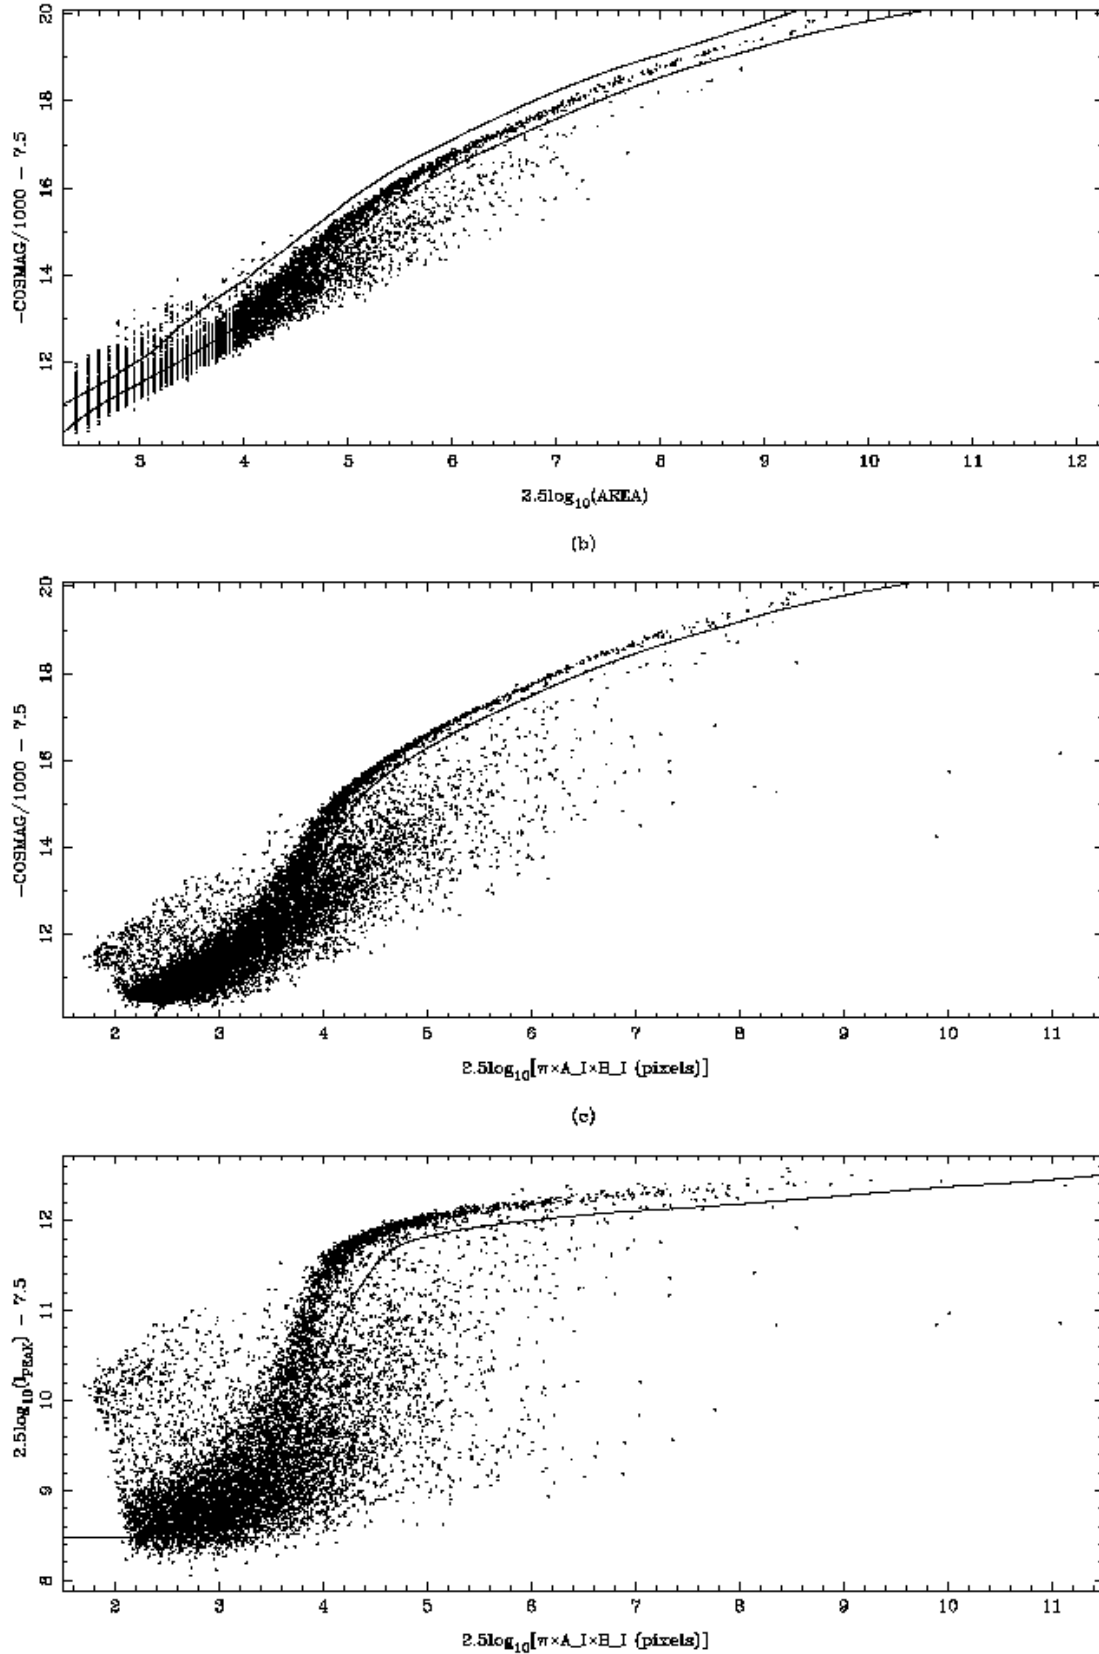 20
18
16
14
12
-COSMAG/1000 - 7.5
3 4 5 6 7 8 9 10 11 12
2.5log10(AREA)
(b)
20
18
16
14
12
-COSMAG/1000 - 7.5
2 3 4 5 6 7 8 9 10 11
2.5log10[π×A_I×B_I (pixels)]
(c)
12
11
10
9
8
2.5log10(I_PEAK) - 7.5
2 3 4 5 6 7 8 9 10 11
2.5log10[π×A_I×B_I (pixels)]